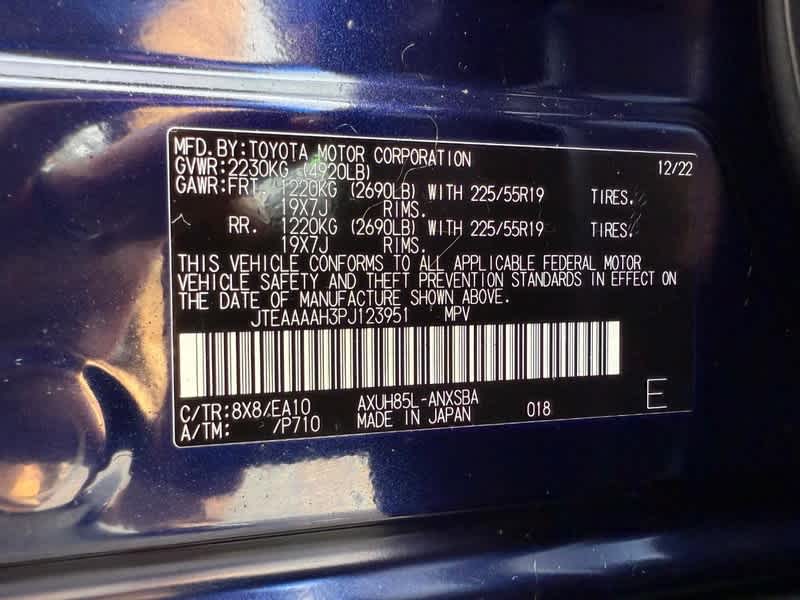 MFD.BY:TOYOTA MOTOR CORPORATION 12/22
GVWR:2230KG (4920LB)
GAWR:FRT. 1220KG (2690LB) WITH 225/55R19 TIRES.
19X7J RIMS.
RR. 1220KG (2690LB) WITH 225/55R19 TIRES.
19X7J RIMS.
THIS VEHICLE CONFORMS TO ALL APPLICABLE FEDERAL MOTOR
VEHICLE SAFETY AND THEFT PREVENTION STANDARDS IN EFFECT ON
THE DATE OF MANUFACTURE SHOWN ABOVE.
JTEAAAAH3PJ123951 MPV
C/TR:8X8/EA10 AXUH85L-ANXSBA 018 E
A/TM: /P710 MADE IN JAPAN